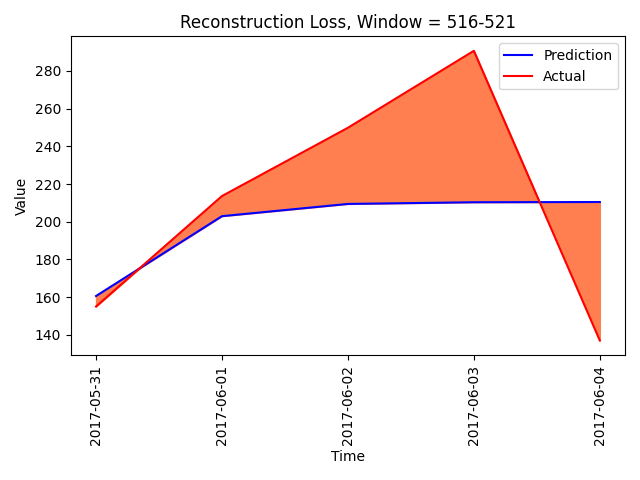 Reconstruction Loss, Window = 516-521
Prediction
Actual
Value
280
260
240
220
200
180
160
140
2017-05-31
2017-06-01
2017-06-02
2017-06-03
2017-06-04
Time